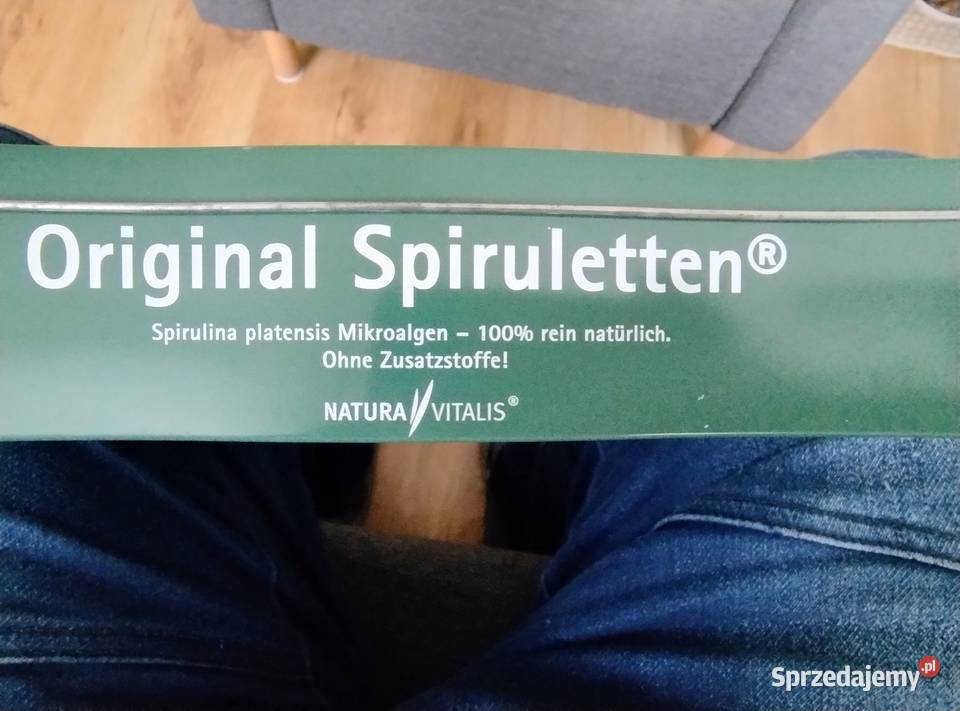 Original Spiruletten®
Spirulina platensis Mikroalgen – 100% rein natürlich.
Ohne Zusatzstoffe!
NATURA VITALIS®
Sprzedajemy.pl